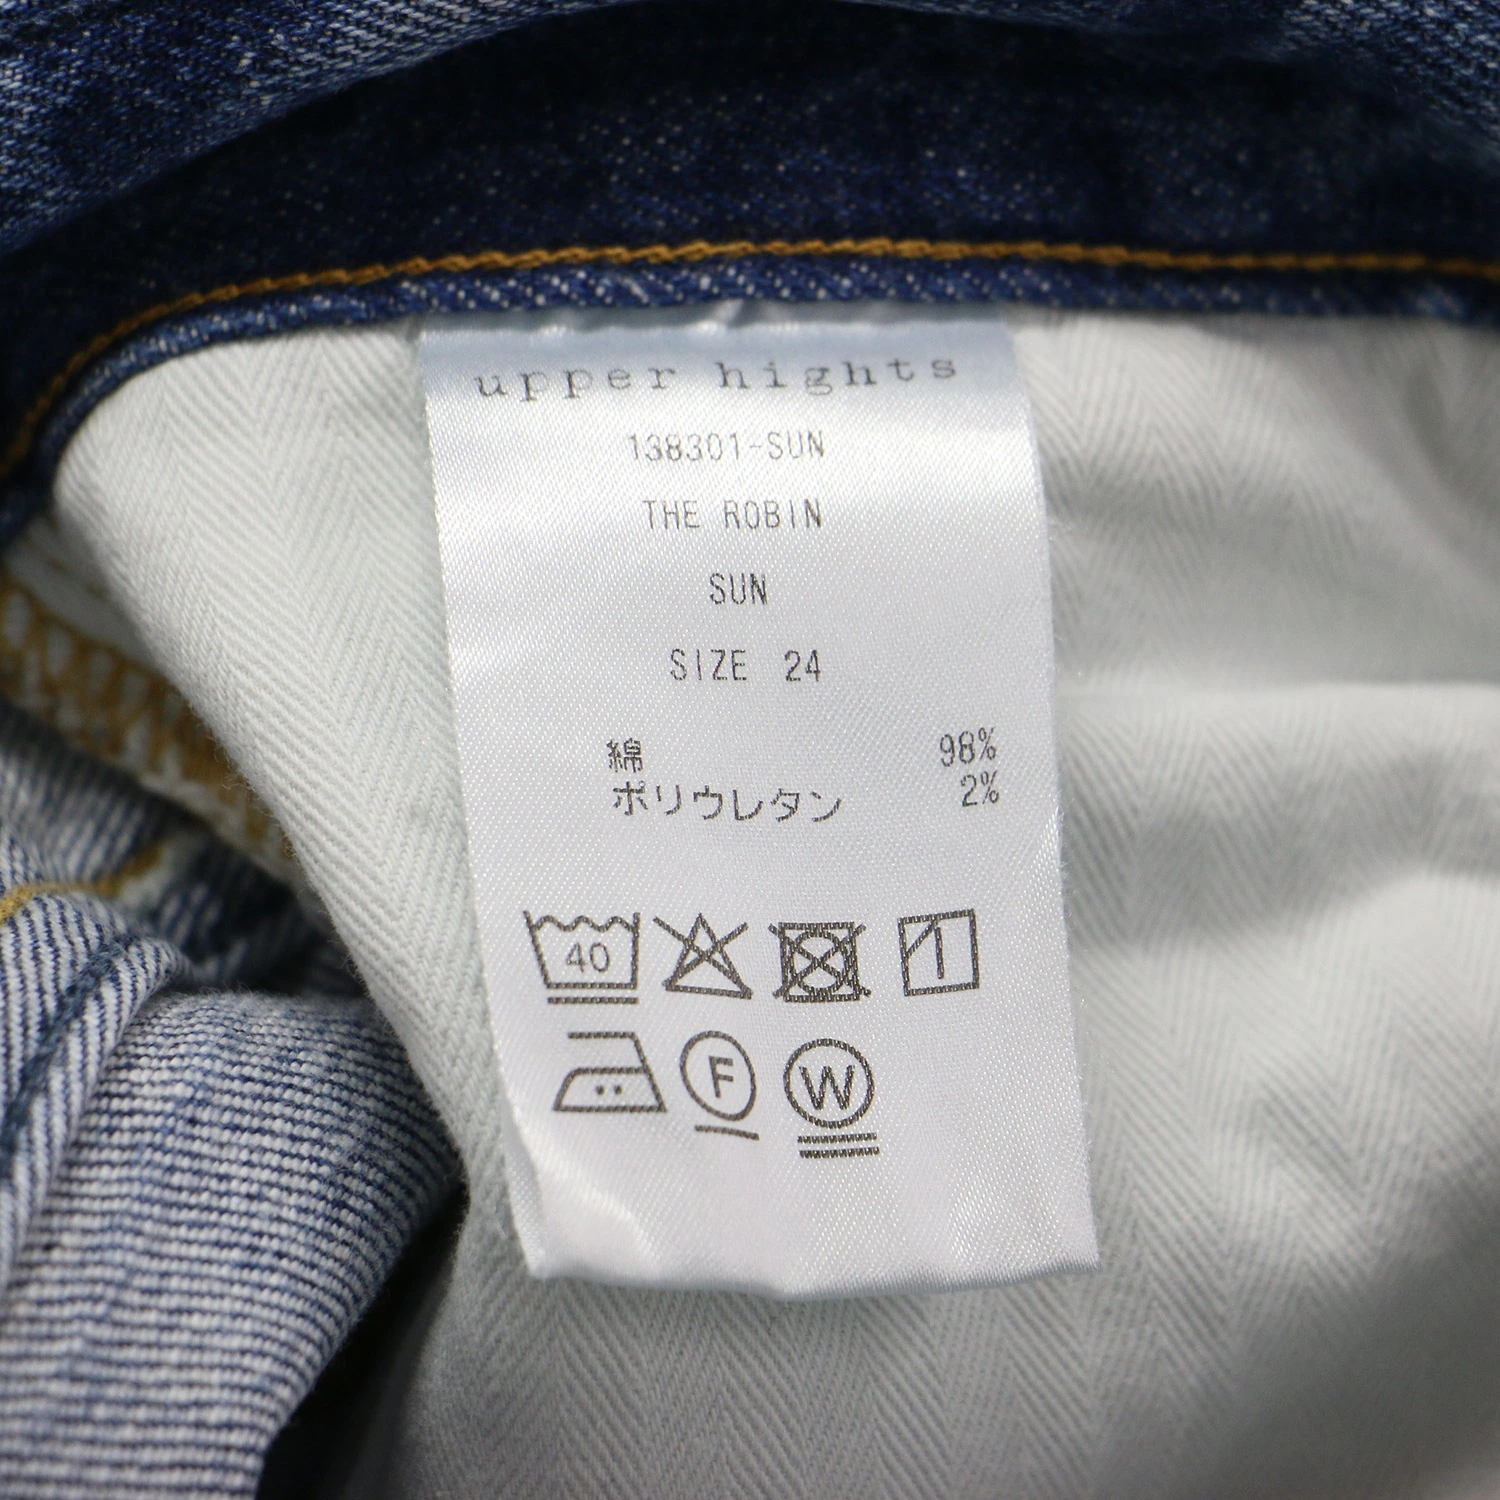 upper hights
138301-SUN
THE ROBIN
SUN
SIZE 24
綿 98%
ポリウレタン 2%
40
F
W